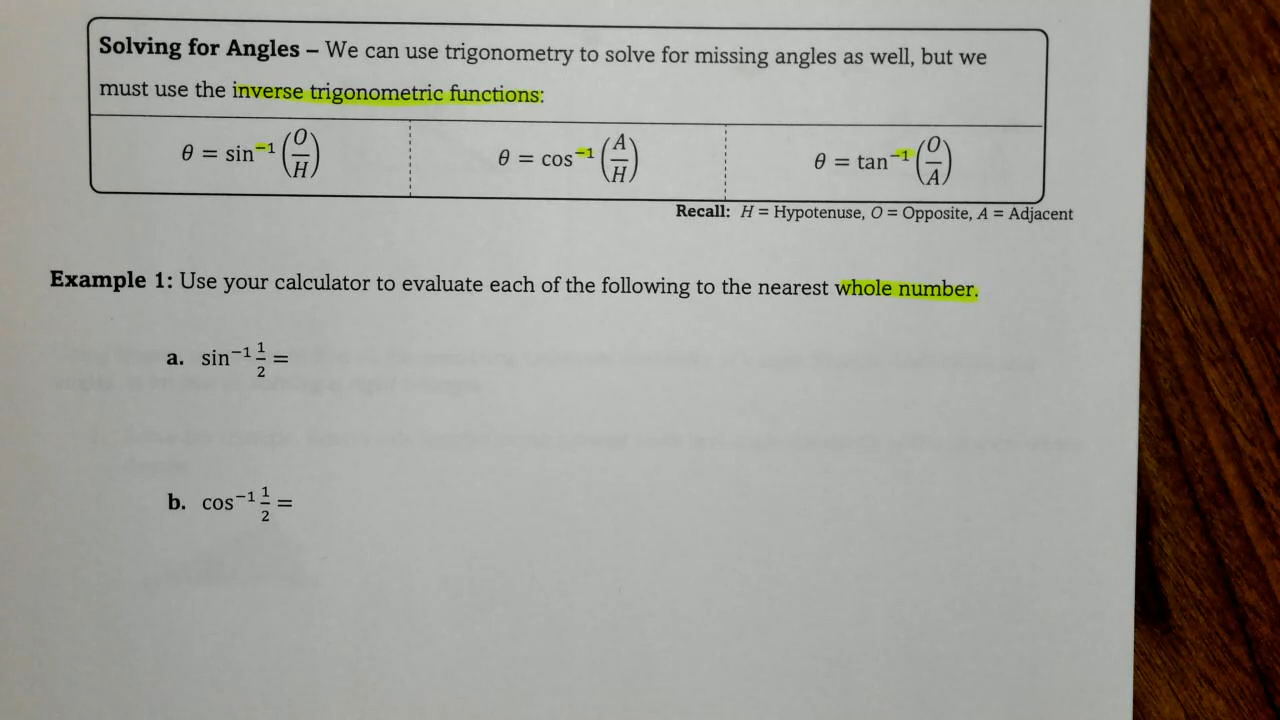 Solving for Angles – We can use trigonometry to solve for missing angles as well, but we
must use the inverse trigonometric functions:
θ = sin⁻¹ (O/H)
θ = cos⁻¹ (A/H)
θ = tan⁻¹ (O/A)
Recall: H = Hypotenuse, O = Opposite, A = Adjacent
Example 1: Use your calculator to evaluate each of the following to the nearest whole number.
a. sin⁻¹ 1/2 =
b. cos⁻¹ 1/2 =